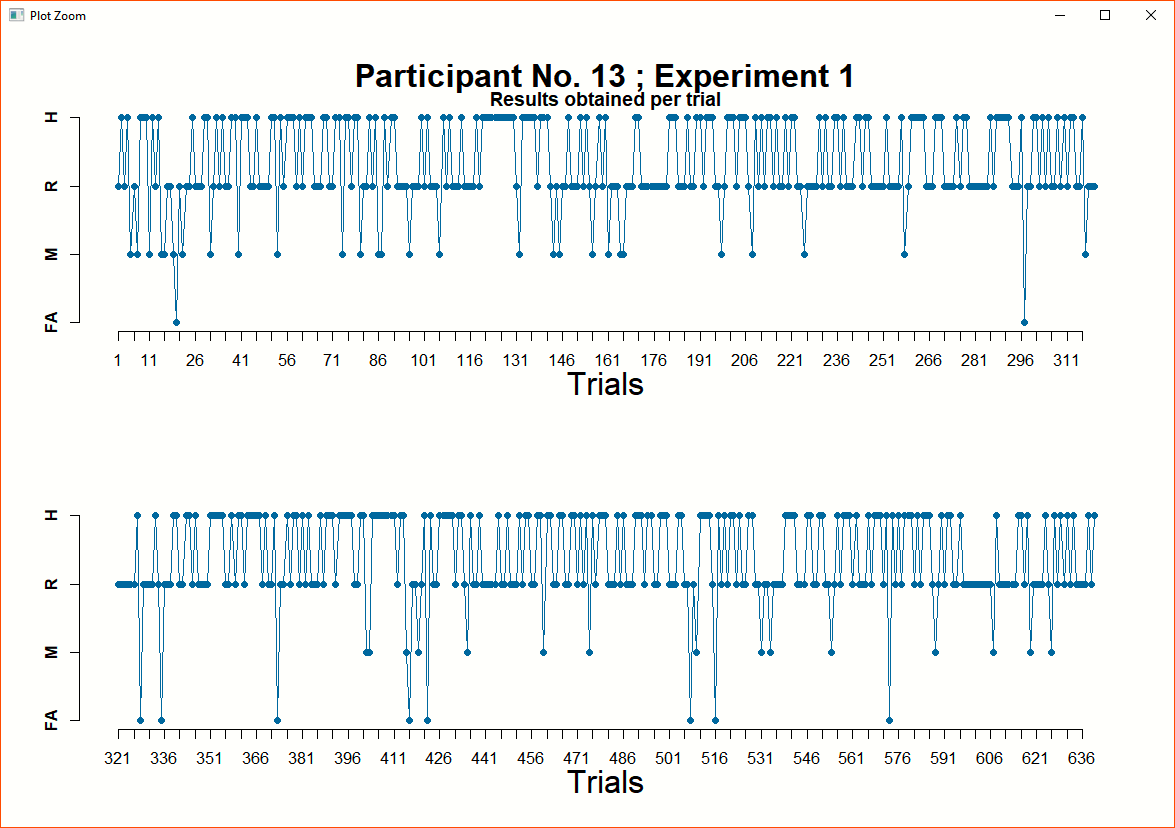 Plot Zoom
Participant No. 13 ; Experiment 1
Results obtained per trial
H
R
M
FA
1 11 26 41 56 71 86 101 116 131 146 161 176 191 206 221 236 251 266 281 296 311
Trials
H
R
M
FA
321 336 351 366 381 396 411 426 441 456 471 486 501 516 531 546 561 576 591 606 621 636
Trials